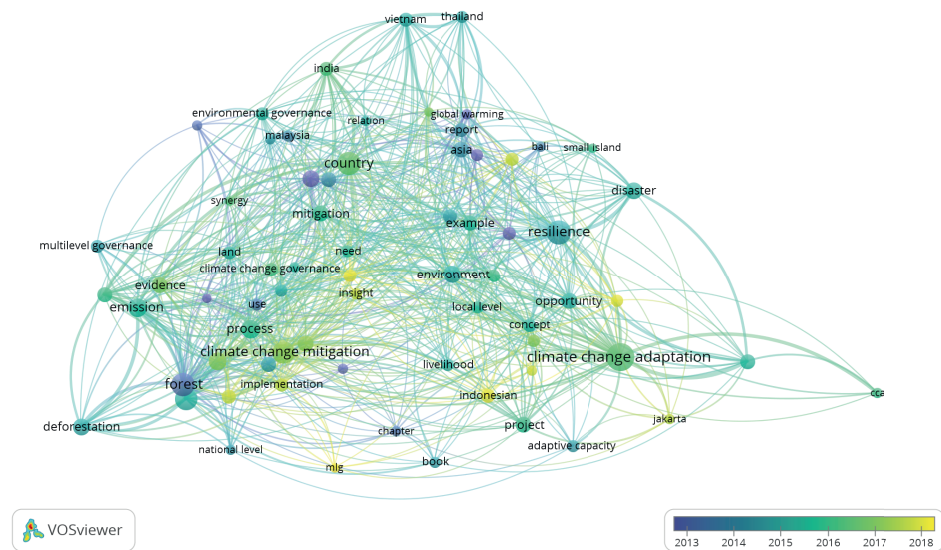 vietnam
thailand
india
environmental governance
relation
global warming
malaysia
report
asia
bali
small island
country
disaster
synergy
mitigation
example
resilience
multilevel governance
land
need
climate change governance
environment
evidence
insight
use
emission
opportunity
local level
process
concept
climate change mitigation
climate change adaptation
livelihood
forest
implementation
indonesian
cca
deforestation
project
jakarta
chapter
national level
adaptive capacity
book
mlg
VOSviewer
2013 2014 2015 2016 2017 2018